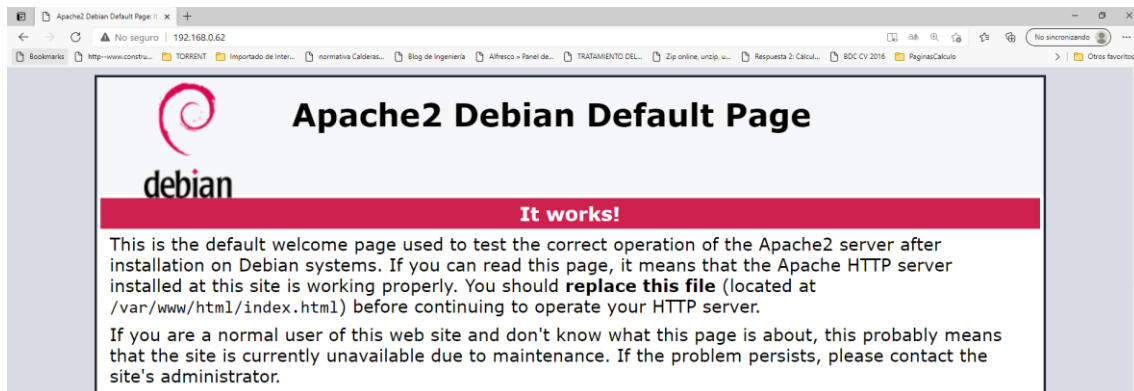 Apache2 Debian Default Page: It
No seguro | 192.168.0.62
No sincronizando
Bookmarks http--www.constru... TORRENT Importado de Inter... normativa Calderas... Blog de Ingeniería Alfresco » Panel de... TRATAMIENTO DEL... Zip online, unzip, u... Respuesta 2: Cálcul... BDC CV 2016 PaginasCalculo Otros favoritos
debian
Apache2 Debian Default Page
It works!
This is the default welcome page used to test the correct operation of the Apache2 server after
installation on Debian systems. If you can read this page, it means that the Apache HTTP server
installed at this site is working properly. You should replace this file (located at
/var/www/html/index.html) before continuing to operate your HTTP server.
If you are a normal user of this web site and don't know what this page is about, this probably means
that the site is currently unavailable due to maintenance. If the problem persists, please contact the
site's administrator.